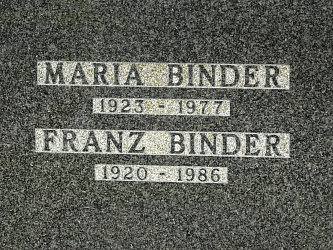 MARIA BINDER
1923 - 1977
FRANZ BINDER
1920 - 1986